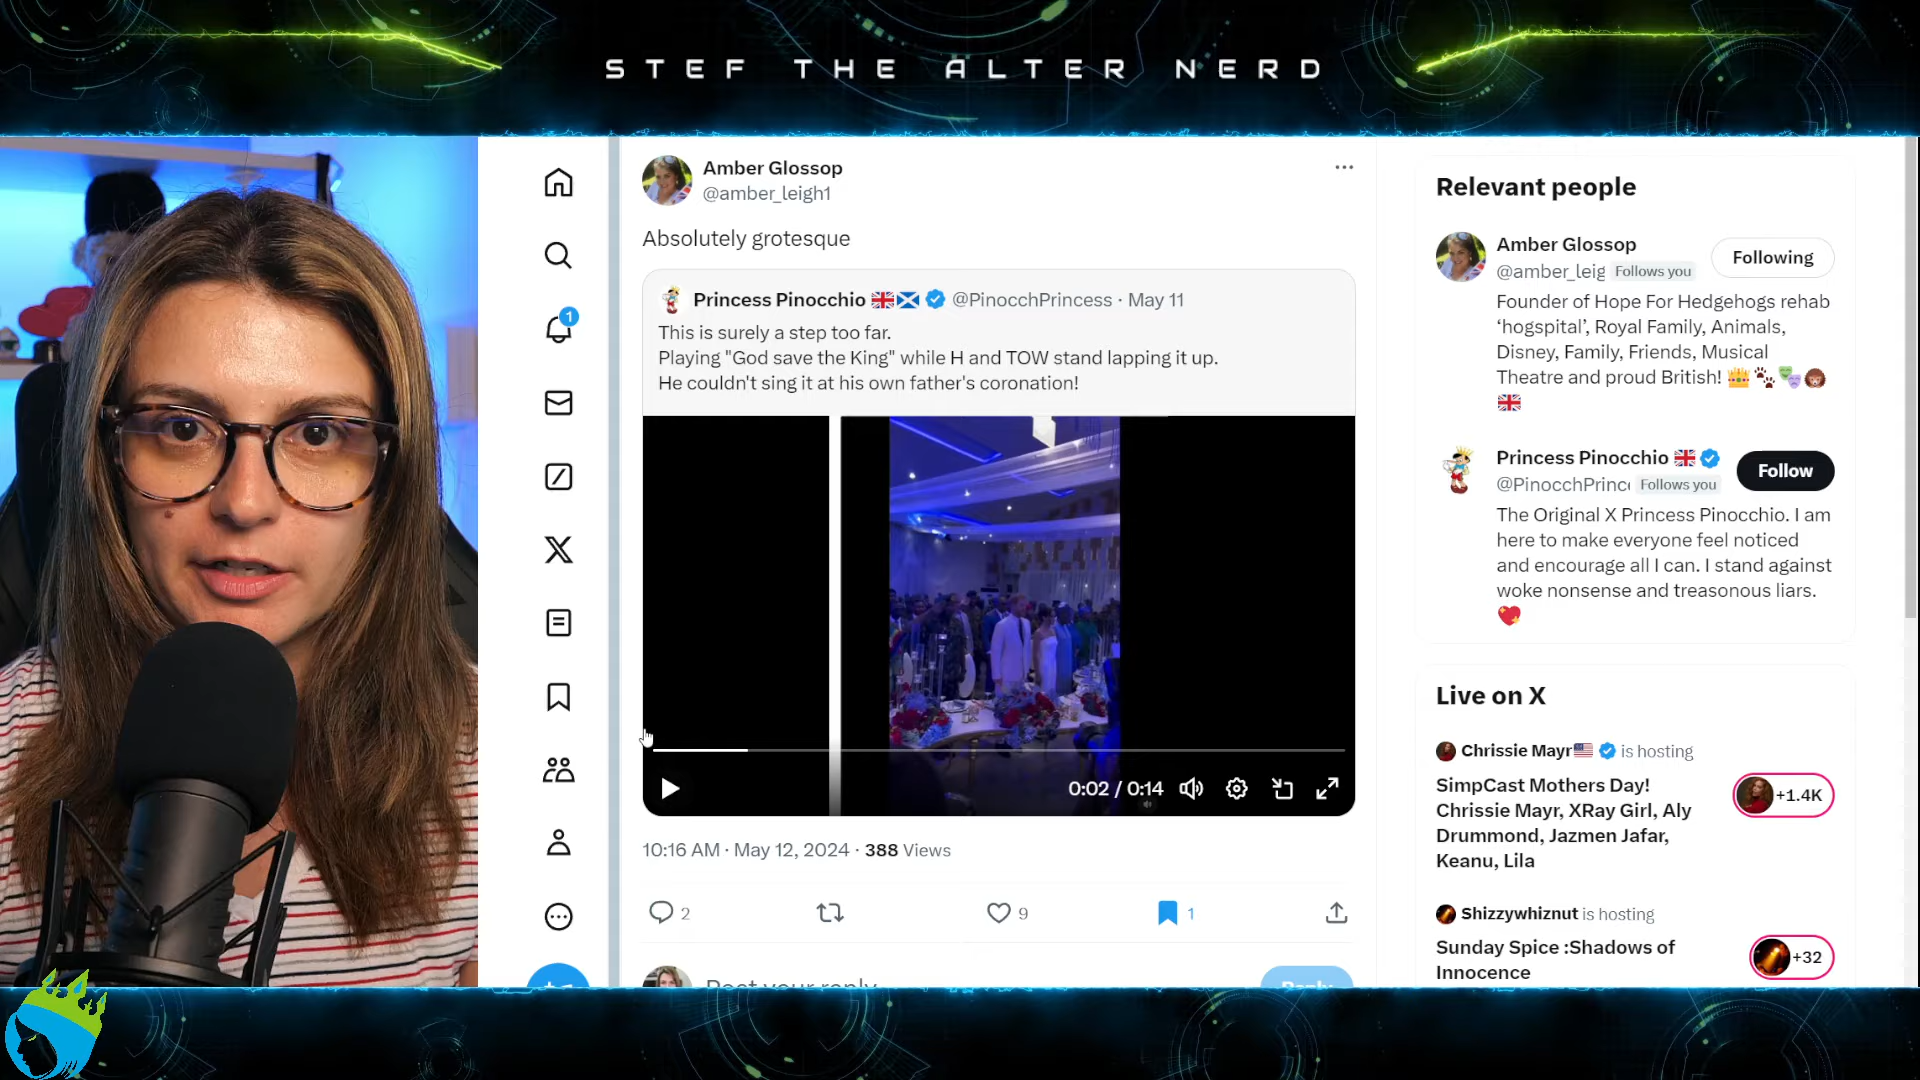 STEF THE ALTER NERD
Amber Glossop
@amber_leigh1
Absolutely grotesque
Princess Pinocchio @PinocchPrincess · May 11
This is surely a step too far.
Playing "God save the King" while H and TOW stand lapping it up.
He couldn't sing it at his own father's coronation!
0:02 / 0:14
10:16 AM · May 12, 2024 · 388 Views
2
9
1
Post your reply
Reply
1
Relevant people
Amber Glossop
@amber_leig Follows you
Following
Founder of Hope For Hedgehogs rehab
‘hogspital’, Royal Family, Animals,
Disney, Family, Friends, Musical
Theatre and proud British!
Princess Pinocchio
@PinocchPrinc Follows you
Follow
The Original X Princess Pinocchio. I am
here to make everyone feel noticed
and encourage all I can. I stand against
woke nonsense and treasonous liars.
Live on X
Chrissie Mayr is hosting
SimpCast Mothers Day!
Chrissie Mayr, XRay Girl, Aly
Drummond, Jazmen Jafar,
Keanu, Lila
+1.4K
Shizzywhiznut is hosting
Sunday Spice :Shadows of
Innocence
+32